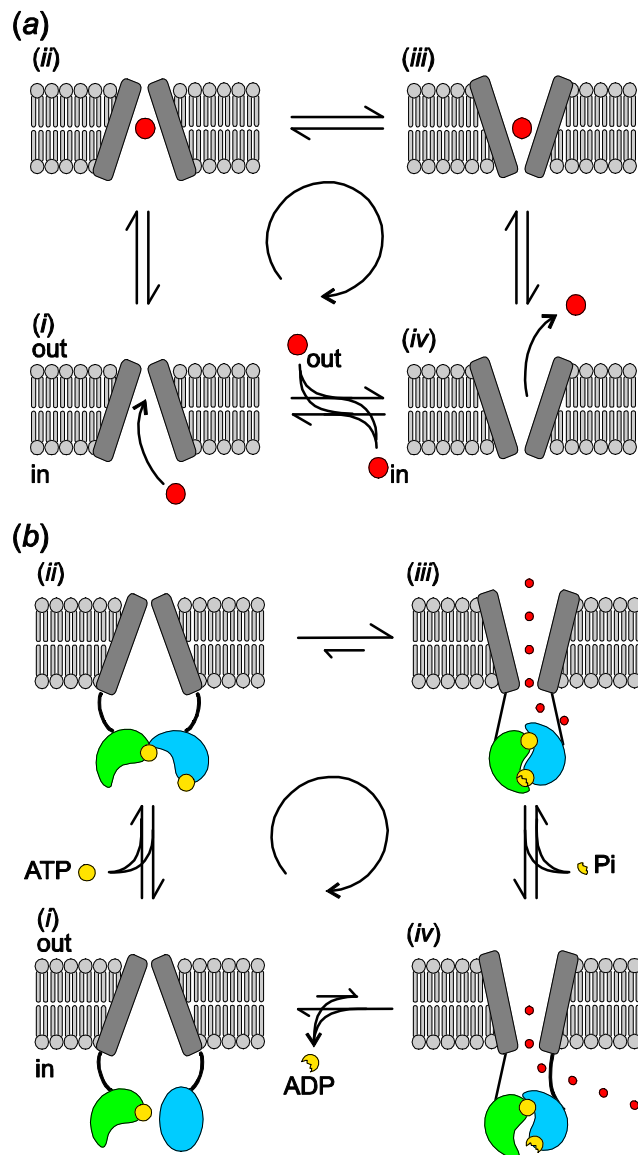 (a)
(ii)
(iii)
(i)
out
in
out
in
(iv)
(b)
(ii)
(iii)
ATP
Pi
(i)
out
in
ADP
(iv)